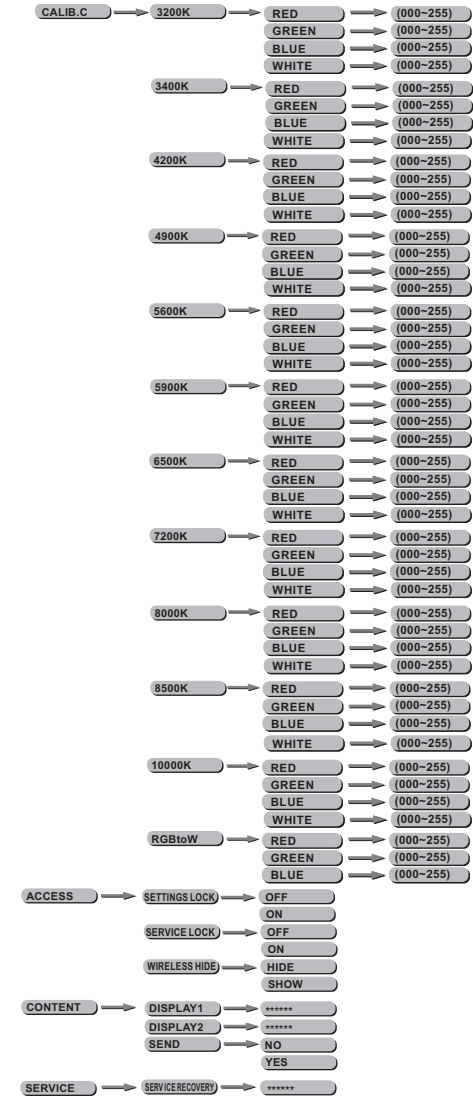 CALIB.C 3200K RED (000~255)
GREEN (000~255)
BLUE (000~255)
WHITE (000~255)
3400K RED (000~255)
GREEN (000~255)
BLUE (000~255)
WHITE (000~255)
4200K RED (000~255)
GREEN (000~255)
BLUE (000~255)
WHITE (000~255)
4900K RED (000~255)
GREEN (000~255)
BLUE (000~255)
WHITE (000~255)
5600K RED (000~255)
GREEN (000~255)
BLUE (000~255)
WHITE (000~255)
5900K RED (000~255)
GREEN (000~255)
BLUE (000~255)
WHITE (000~255)
6500K RED (000~255)
GREEN (000~255)
BLUE (000~255)
WHITE (000~255)
7200K RED (000~255)
GREEN (000~255)
BLUE (000~255)
WHITE (000~255)
8000K RED (000~255)
GREEN (000~255)
BLUE (000~255)
WHITE (000~255)
8500K RED (000~255)
GREEN (000~255)
BLUE (000~255)
WHITE (000~255)
10000K RED (000~255)
GREEN (000~255)
BLUE (000~255)
WHITE (000~255)
RGBtoW RED (000~255)
GREEN (000~255)
BLUE (000~255)
ACCESS SETTINGS LOCK OFF
ON
SERVICE LOCK OFF
ON
WIRELESS HIDE HIDE
SHOW
CONTENT DISPLAY1 ******
DISPLAY2 ******
SEND NO
YES
SERVICE SERVICE RECOVERY ******